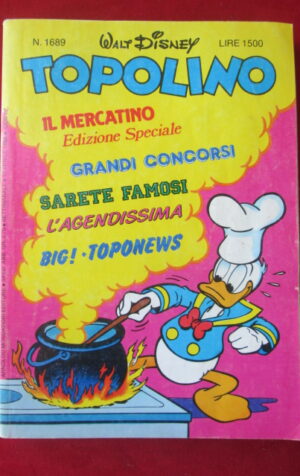 N. 1689
WALT DISNEY
LIRE 1500
TOPOLINO
IL MERCATINO
Edizione Speciale
GRANDI CONCORSI
SARETE FAMOSI
L'AGENDISSIMA
BIG! - TOPONEWS